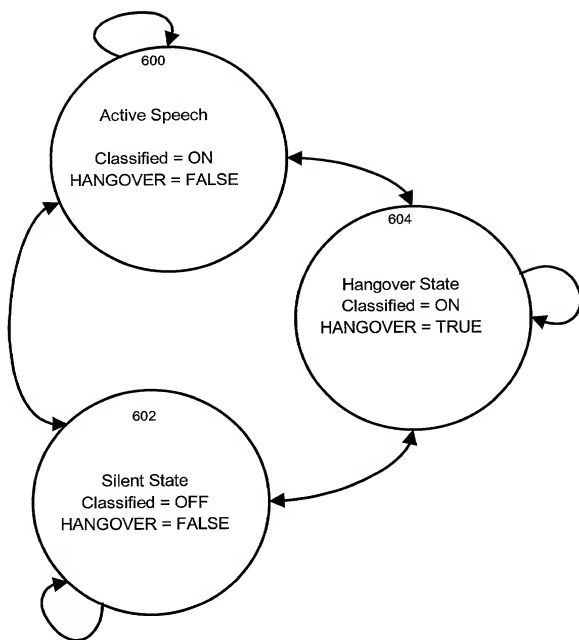 600
Active Speech
Classified = ON
HANGOVER = FALSE
604
Hangover State
Classified = ON
HANGOVER = TRUE
602
Silent State
Classified = OFF
HANGOVER = FALSE